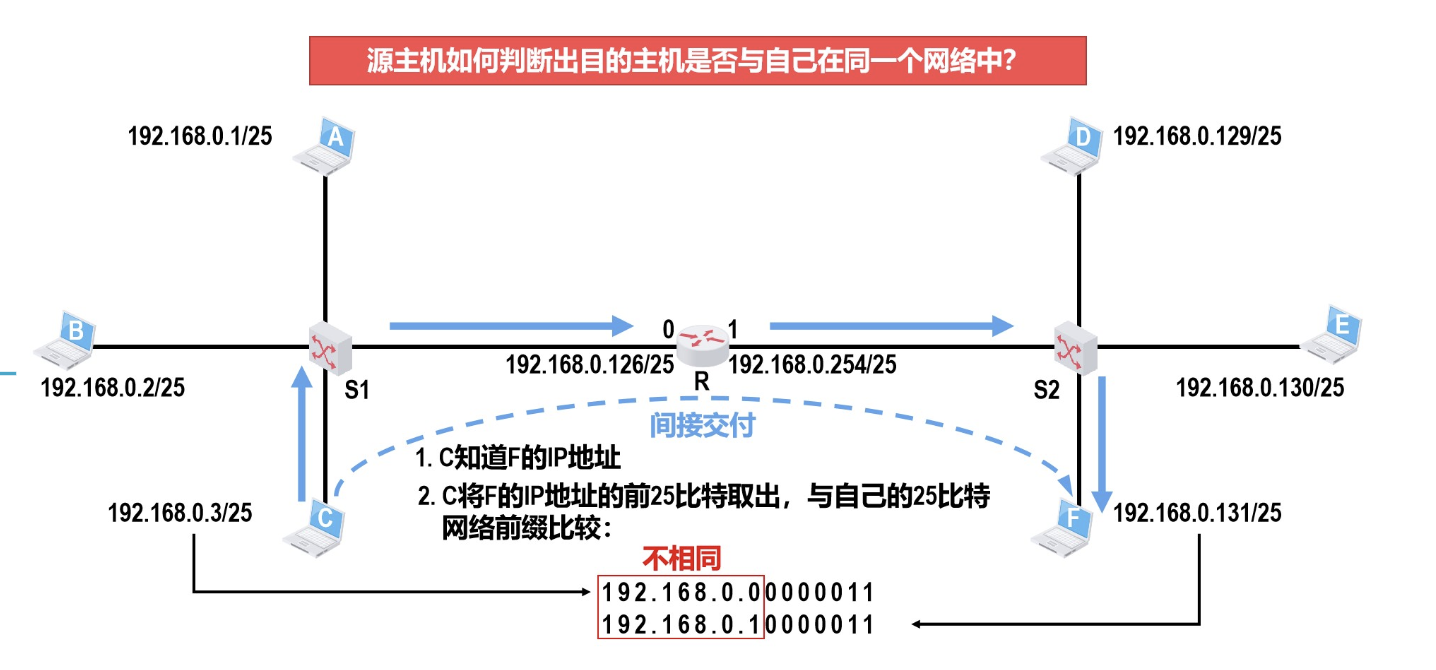 源主机如何判断出目的主机是否与自己在同一个网络中？
192.168.0.1/25
A
D
192.168.0.129/25
B
E
0
1
192.168.0.126/25
192.168.0.254/25
192.168.0.2/25
S1
R
S2
192.168.0.130/25
间接交付
1. C知道F的IP地址
2. C将F的IP地址的前25比特取出，与自己的25比特
网络前缀比较：
192.168.0.3/25
C
F
192.168.0.131/25
不相同
192.168.0.00000011
192.168.0.10000011